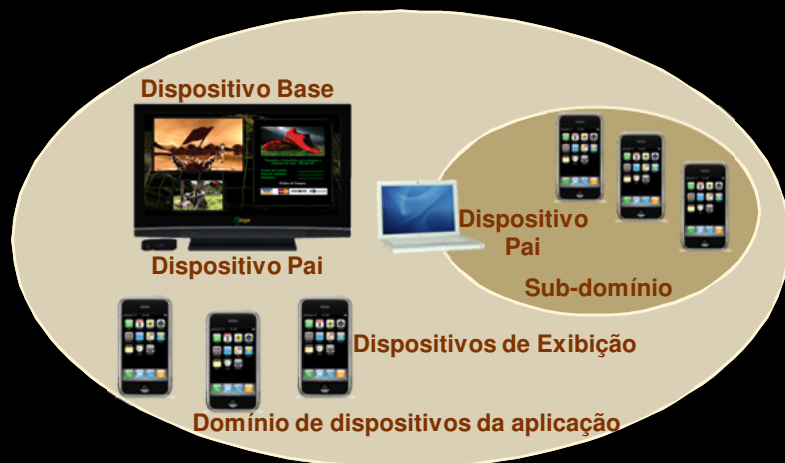 Dispositivo Base
Dispositivo Pai
Dispositivo
Pai
Sub-domínio
Dispositivos de Exibição
Domínio de dispositivos da aplicação